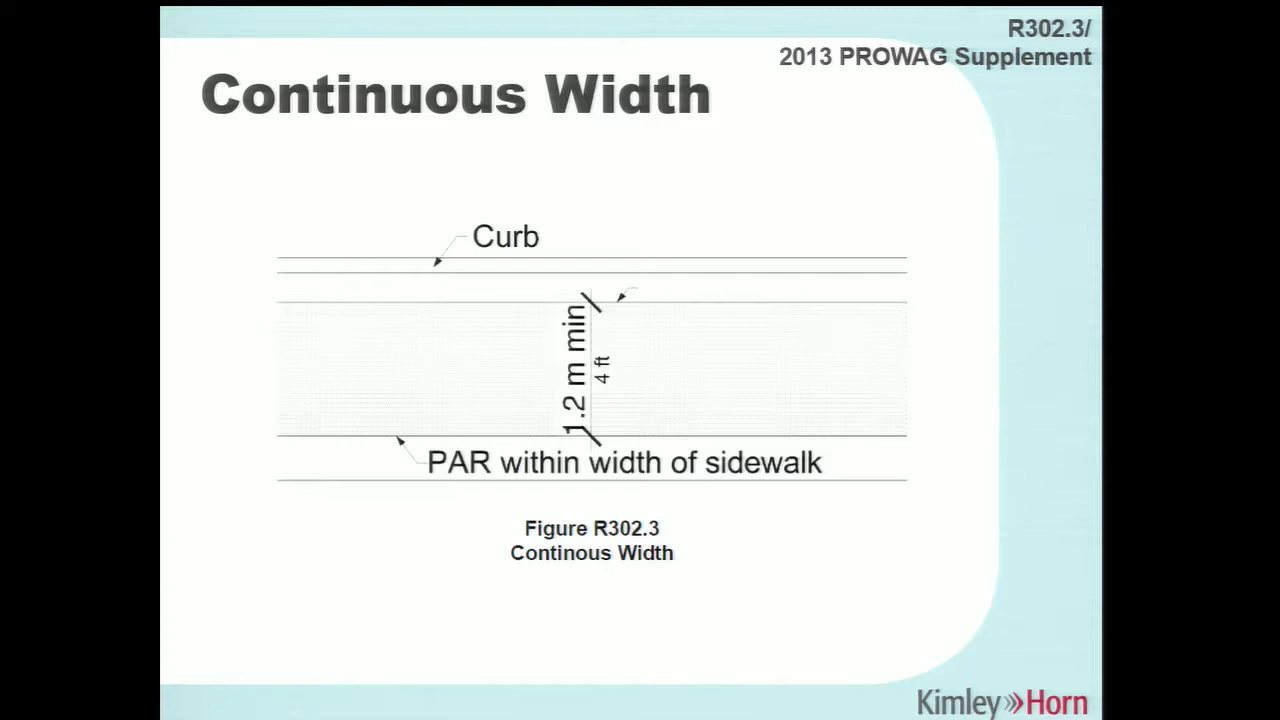 R302.3/
2013 PROWAG Supplement
Continuous Width
Curb
1.2 m min
4 ft
PAR within width of sidewalk
Figure R302.3
Continous Width
Kimley»Horn